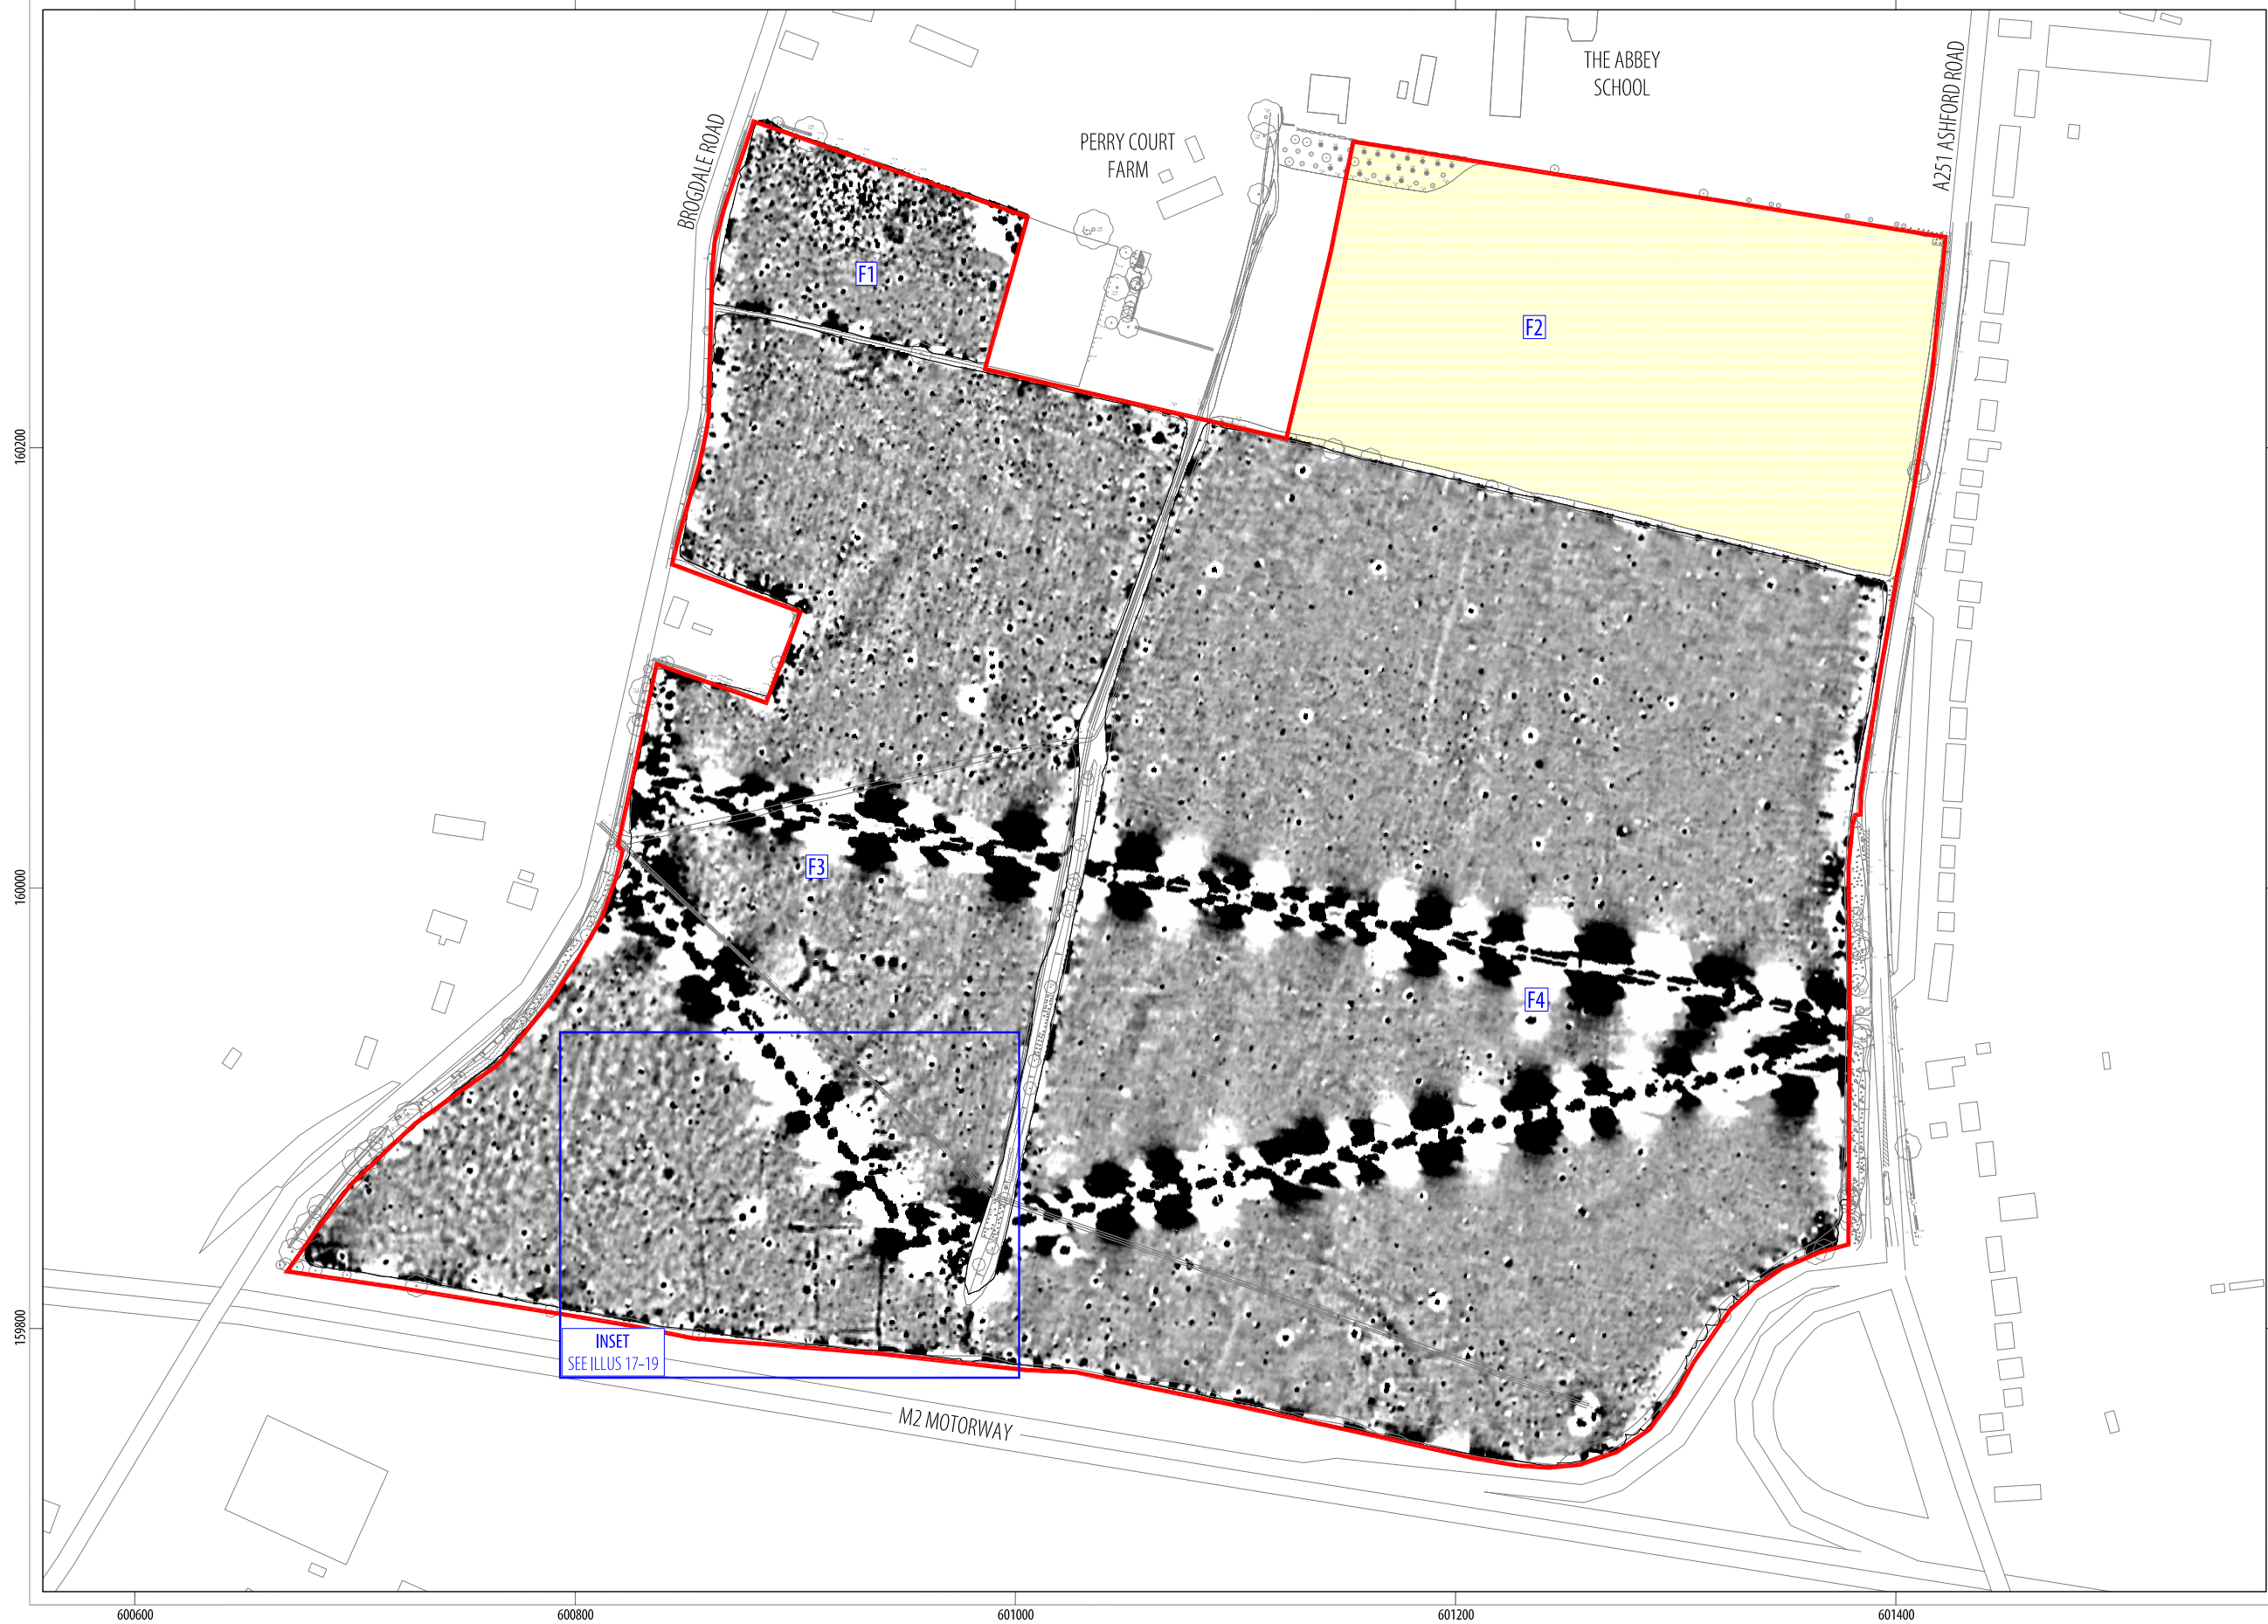 THE ABBEY
SCHOOL
A251 ASHFORD ROAD
BROGDALE ROAD
PERRY COURT
FARM
F1
F2
160200
F3
160000
F4
159800
INSET
SEE ILLUS 17-19
M2 MOTORWAY
600600
600800
601000
601200
601400